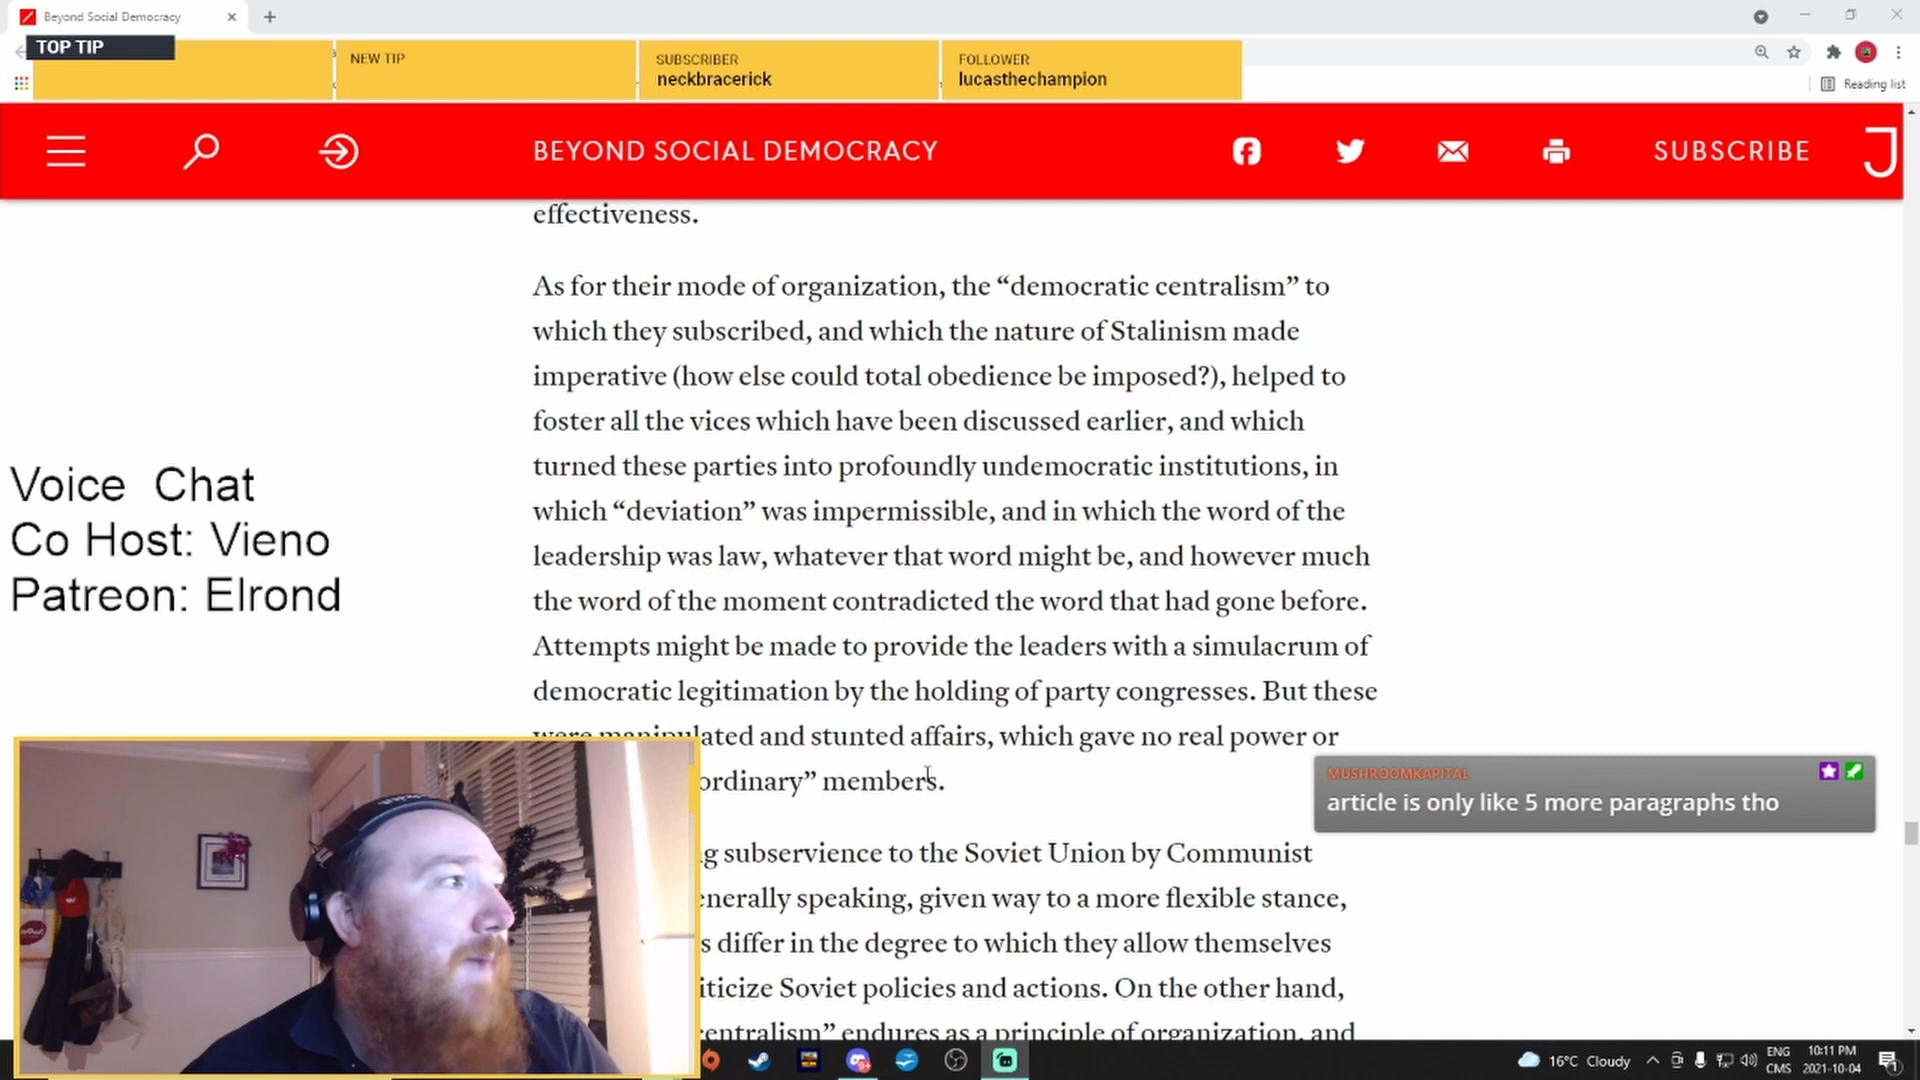 Beyond Social Democracy
TOP TIP
NEW TIP
SUBSCRIBER
neckbracerick
FOLLOWER
lucasthechampion
Reading list
BEYOND SOCIAL DEMOCRACY
SUBSCRIBE
J
effectiveness.
As for their mode of organization, the “democratic centralism” to
which they subscribed, and which the nature of Stalinism made
imperative (how else could total obedience be imposed?), helped to
foster all the vices which have been discussed earlier, and which
turned these parties into profoundly undemocratic institutions, in
which “deviation” was impermissible, and in which the word of the
leadership was law, whatever that word might be, and however much
the word of the moment contradicted the word that had gone before.
Attempts might be made to provide the leaders with a simulacrum of
democratic legitimation by the holding of party congresses. But these
were manipulated and stunted affairs, which gave no real power or
ordinary” members.
subservience to the Soviet Union by Communist
speaking, given way to a more flexible stance,
differ in the degree to which they allow themselves
Soviet policies and actions. On the other hand,
endures as a principle of organization, and
Voice Chat
Co Host: Vieno
Patreon: Elrond
MUSHROOMKAPITAL
article is only like 5 more paragraphs tho
16°C Cloudy
ENG
CMS
10:11 PM
2021-10-04